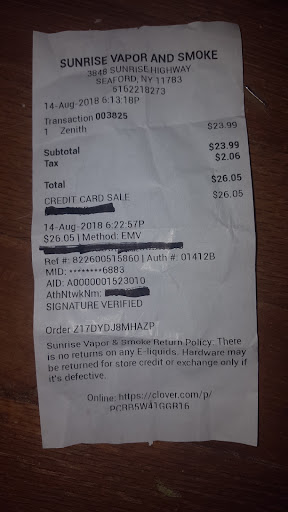 SUNRISE VAPOR AND SMOKE
3848 SUNRISE HIGHWAY
SEAFORD, NY 11783
5162218273
14-Aug-2018 6:13:18P
Transaction 003825
1 Zenith $23.99
Subtotal $23.99
Tax $2.06
Total $26.05
CREDIT CARD SALE $26.05
14-Aug-2018 6:22:57P
$26.05 | Method: EMV
Ref #: 822600515860 | Auth #: 01412B
MID: ********6883
AID: A0000001523010
AthNtwkNm:
SIGNATURE VERIFIED
Order Z17DYDJ8MHAZP
Sunrise Vapor & Smoke Return Policy: There
is no returns on any E-liquids. Hardware may
be returned for store credit or exchange only if
it's defective.
Online: https://clover.com/p/
PCBB5W41GGR16